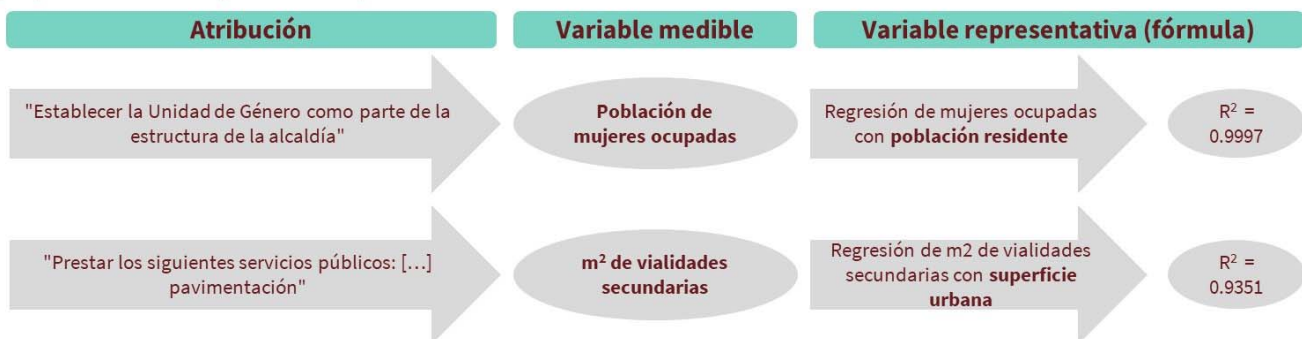 Atribución
Variable medible
Variable representativa (fórmula)
"Establecer la Unidad de Género como parte de la
estructura de la alcaldía"
Población de
mujeres ocupadas
Regresión de mujeres ocupadas
con población residente
R² =
0.9997
"Prestar los siguientes servicios públicos: […]
pavimentación"
m² de vialidades
secundarias
Regresión de m2 de vialidades
secundarias con superficie
urbana
R² =
0.9351